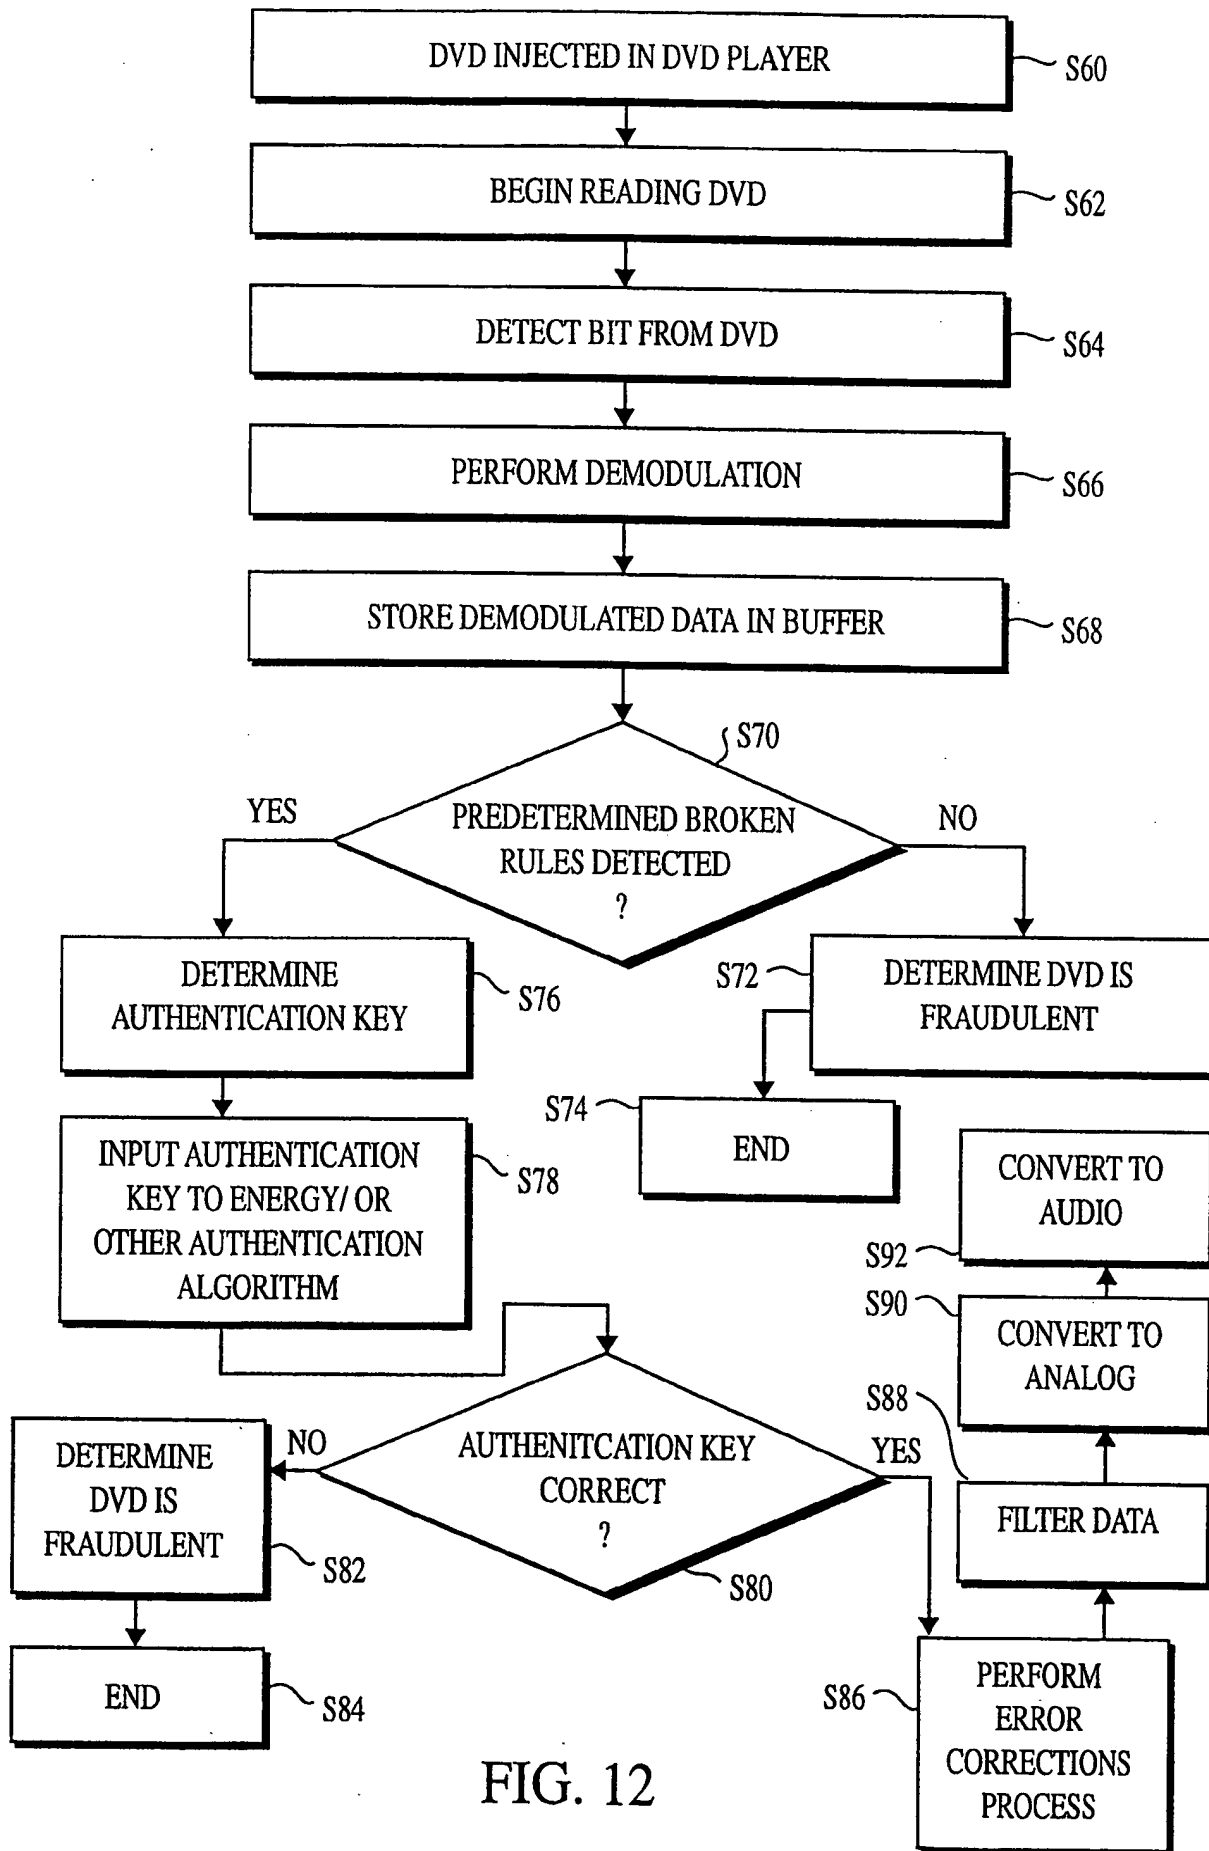 DVD INJECTED IN DVD PLAYER
S60
BEGIN READING DVD
S62
DETECT BIT FROM DVD
S64
PERFORM DEMODULATION
S66
STORE DEMODULATED DATA IN BUFFER
S68
S70
PREDETERMINED BROKEN
RULES DETECTED
?
YES
NO
DETERMINE
AUTHENTICATION KEY
S76
S72
DETERMINE DVD IS
FRAUDULENT
S74
END
INPUT AUTHENTICATION
KEY TO ENERGY/ OR
OTHER AUTHENTICATION
ALGORITHM
S78
CONVERT TO
AUDIO
S92
S90
CONVERT TO
ANALOG
S88
FILTER DATA
AUTHENITCATION KEY
CORRECT
?
NO
YES
S80
DETERMINE
DVD IS
FRAUDULENT
S82
END
S84
S86
PERFORM
ERROR
CORRECTIONS
PROCESS
FIG. 12